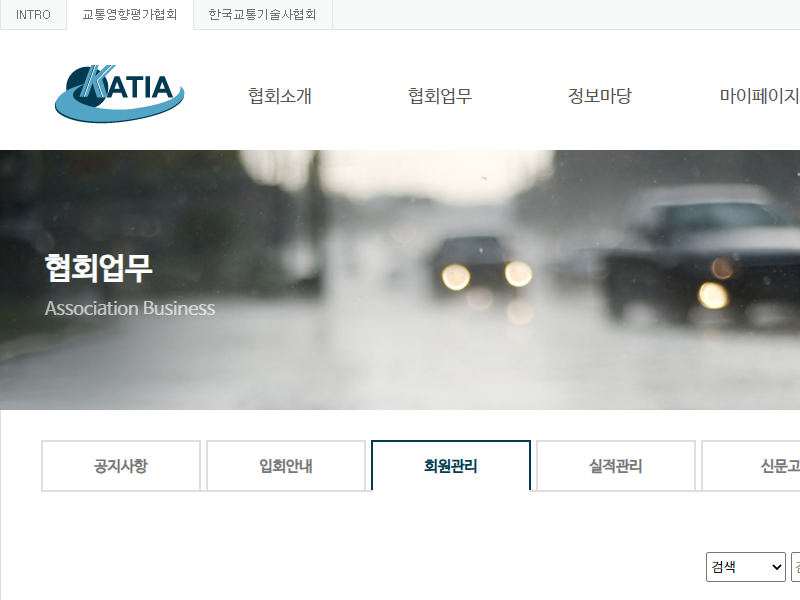 INTRO 교통영향평가협회 한국교통기술사협회
KATIA 협회소개 협회업무 정보마당 마이페이지
협회업무
Association Business
공지사항 입회안내 회원관리 실적관리 신문고
검색